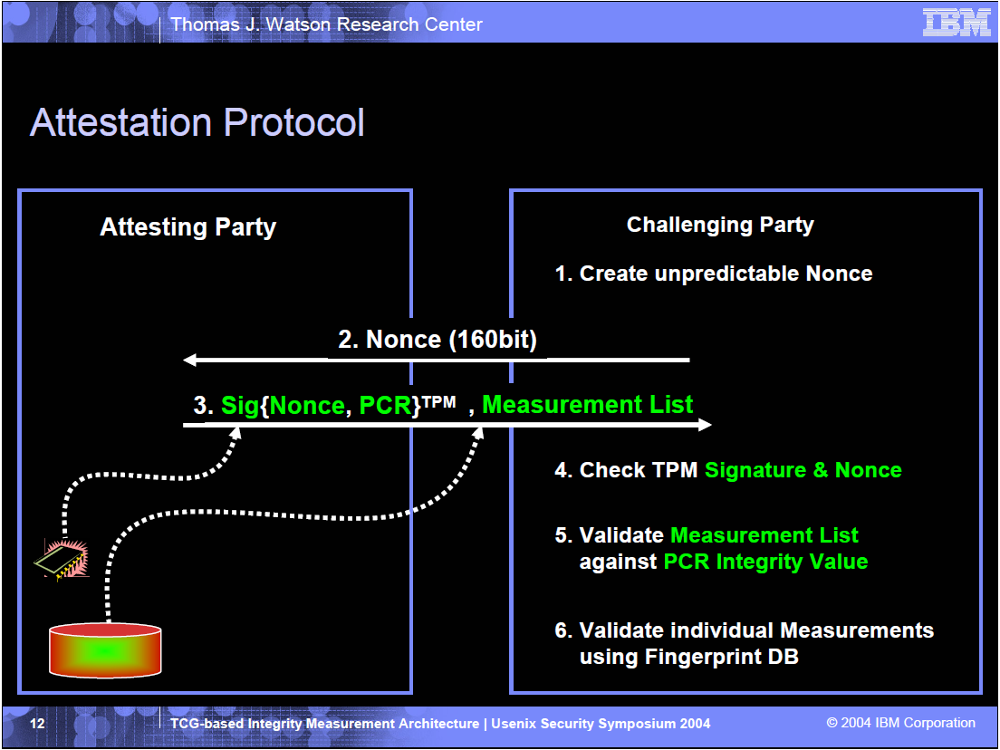 Thomas J. Watson Research Center
IBM
Attestation Protocol
Attesting Party
Challenging Party
1. Create unpredictable Nonce
2. Nonce (160bit)
3. Sig{Nonce, PCR}TPM , Measurement List
4. Check TPM Signature & Nonce
5. Validate Measurement List
against PCR Integrity Value
6. Validate individual Measurements
using Fingerprint DB
12
TCG-based Integrity Measurement Architecture | Usenix Security Symposium 2004
© 2004 IBM Corporation